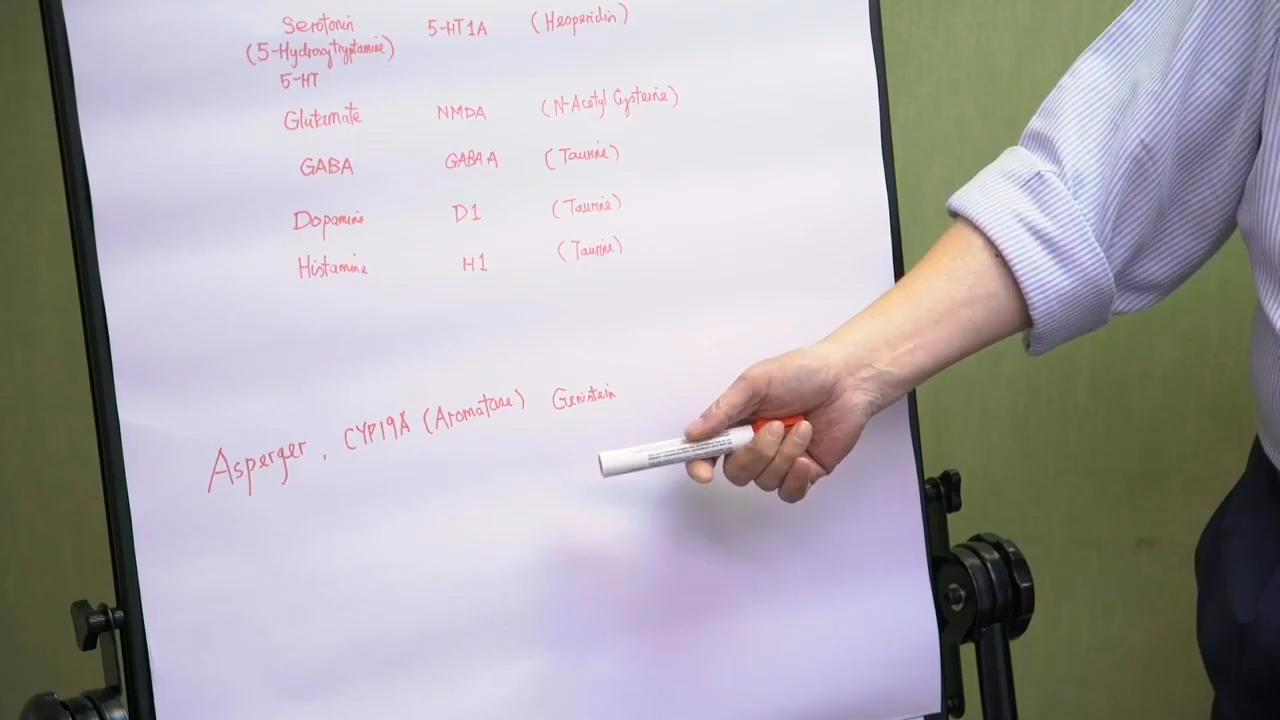 Serotonin 5-HT1A (Hesperidin)
(5-Hydroxytryptamine)
5-HT
Glutamate NMDA (N-Acetyl Cysteine)
GABA GABA A (Taurine)
Dopamine D1 (Taurine)
Histamine H1 (Taurine)
Asperger, CYP19A (Aromatase) Genistein